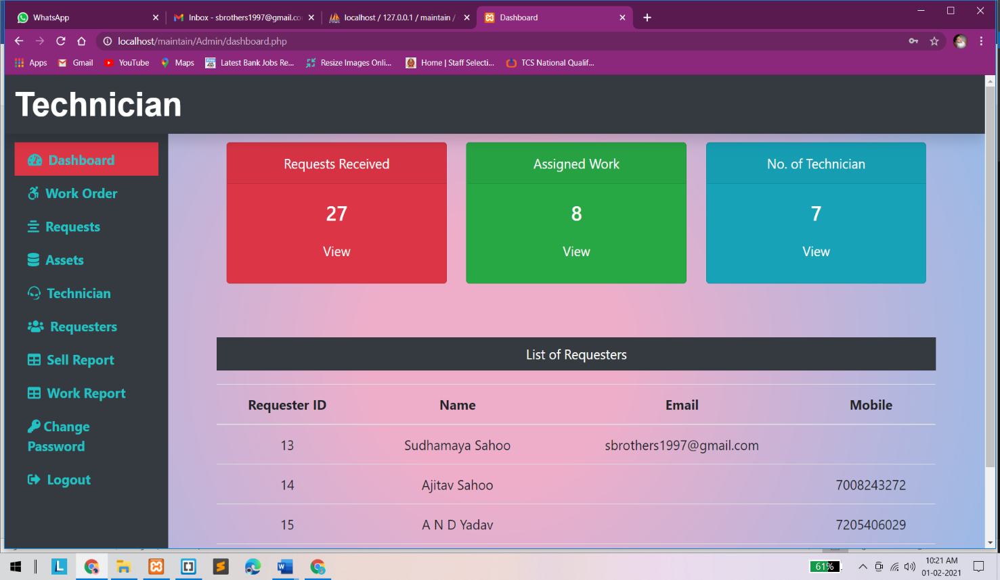 WhatsApp
Inbox - sbrothers1997@gmail.co
localhost / 127.0.0.1 / maintain /
Dashboard
localhost/maintain/Admin/dashboard.php
Apps
Gmail
YouTube
Maps
Latest Bank Jobs Re...
Resize Images Onli...
Home | Staff Selecti...
TCS National Qualif...
Technician
Dashboard
Work Order
Requests
Assets
Technician
Requesters
Sell Report
Work Report
Change
Password
Logout
Requests Received
27
View
Assigned Work
8
View
No. of Technician
7
View
List of Requesters
Requester ID Name Email Mobile
13 Sudhamaya Sahoo sbrothers1997@gmail.com
14 Ajitav Sahoo 7008243272
15 A N D Yadav 7205406029
L
W
61%
10:21 AM
01-02-2021